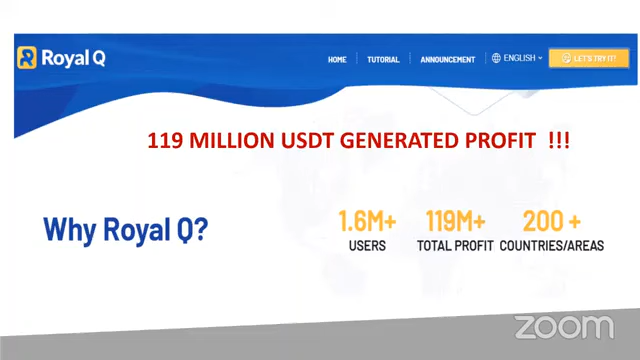 Royal Q
HOME TUTORIAL ANNOUNCEMENT ENGLISH LET'S TRY IT!
119 MILLION USDT GENERATED PROFIT !!!
Why Royal Q?
1.6M+ 119M+ 200 +
USERS TOTAL PROFIT COUNTRIES/AREAS
zoom